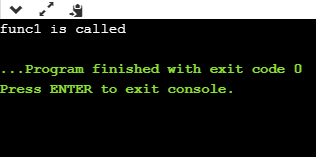 func1 is called
...Program finished with exit code 0
Press ENTER to exit console.